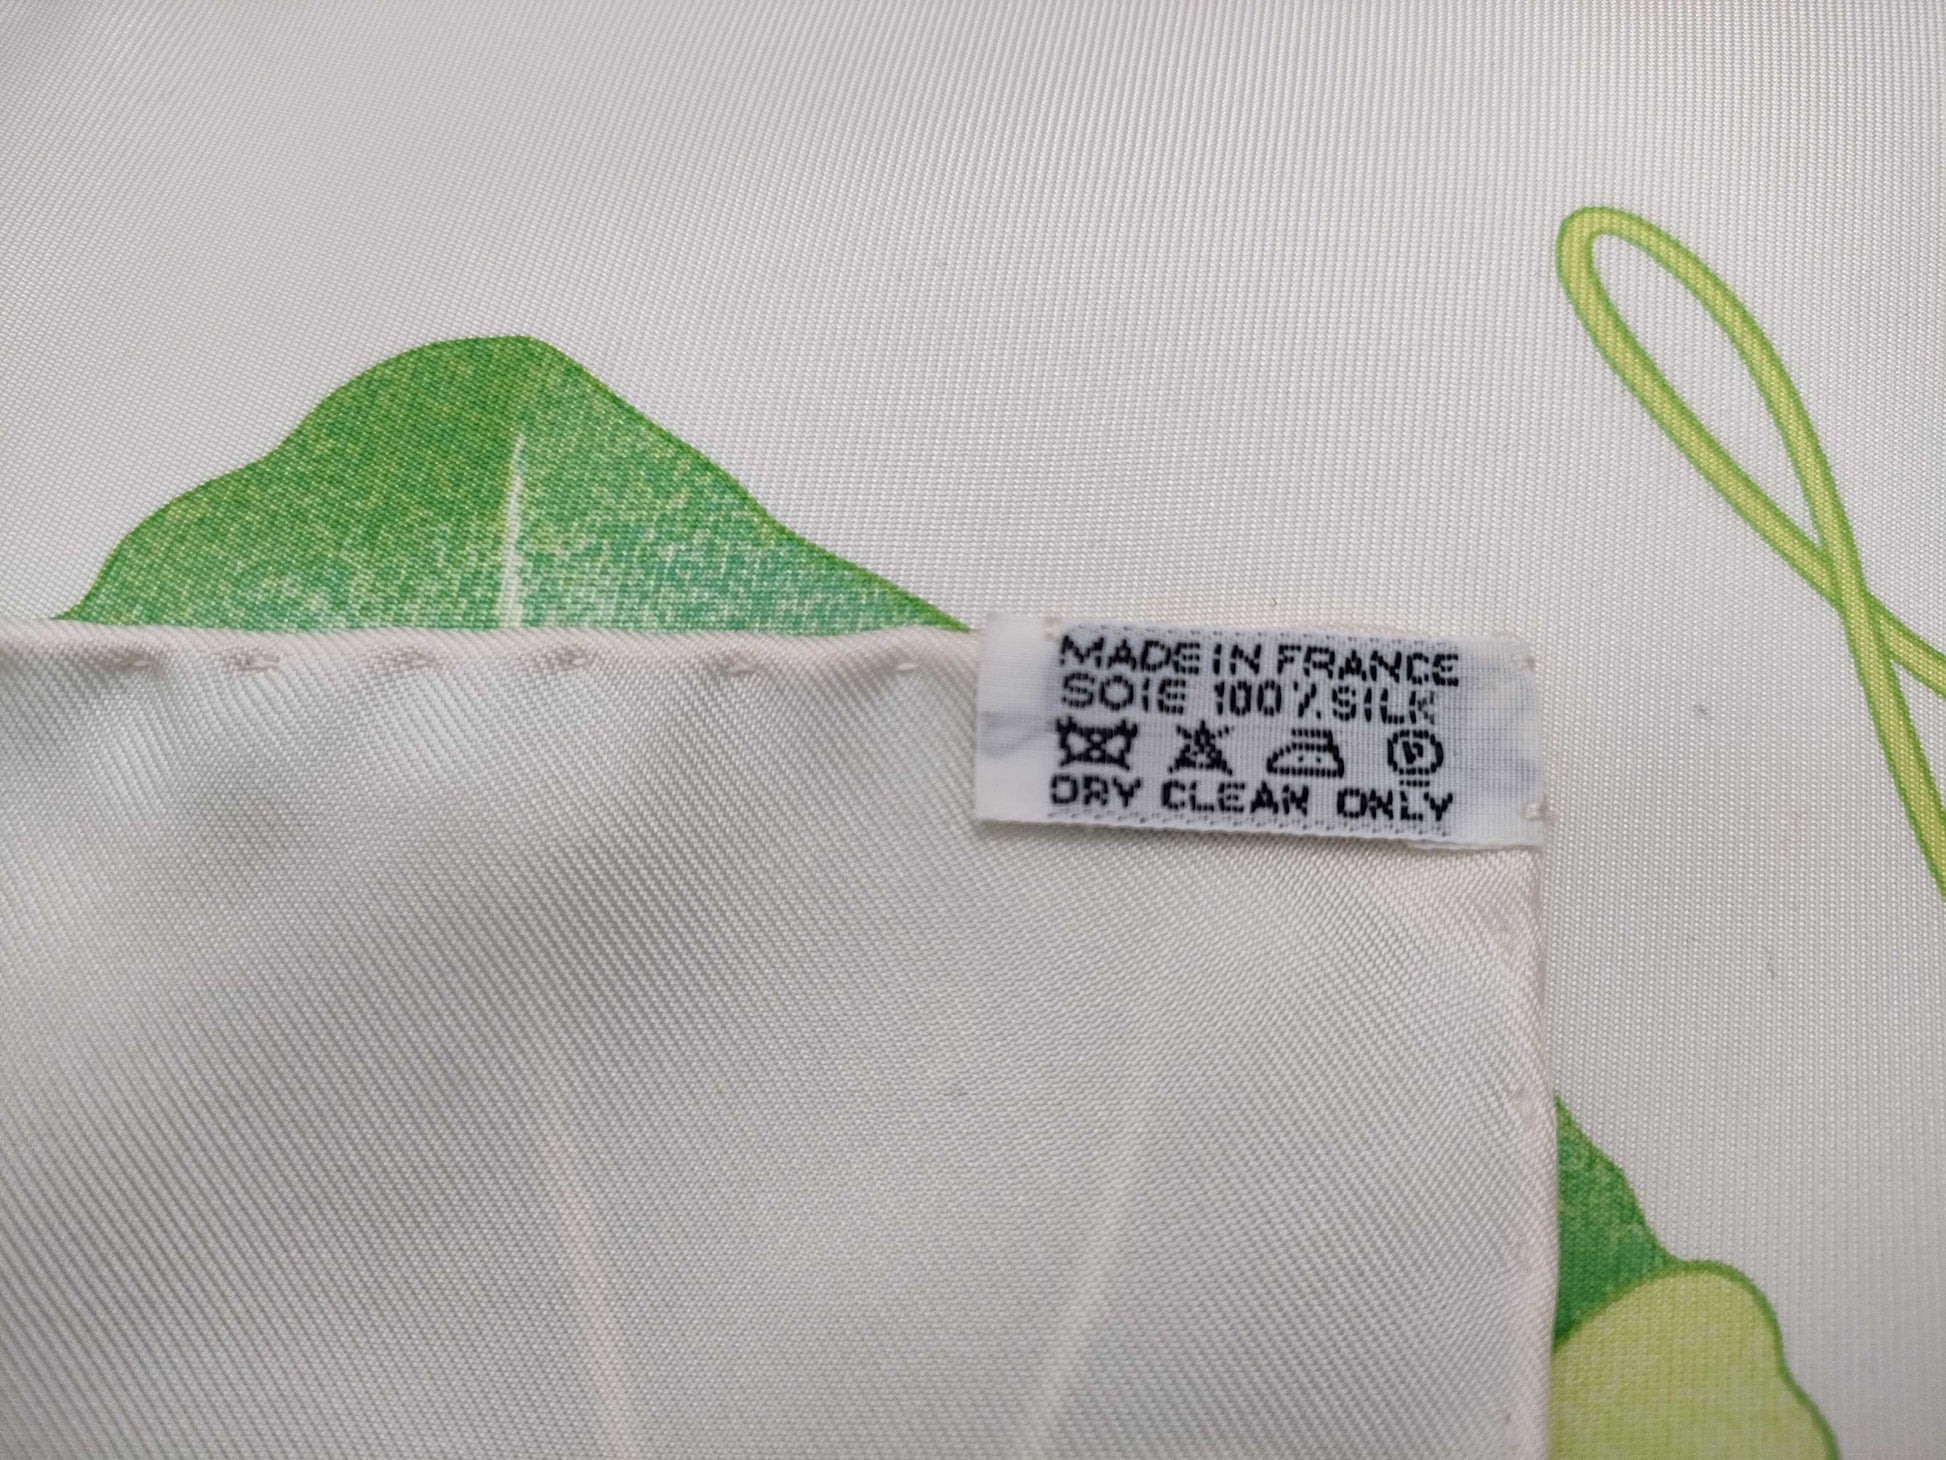 MADE IN FRANCE
SOIE 100% SILK
DRY CLEAN ONLY